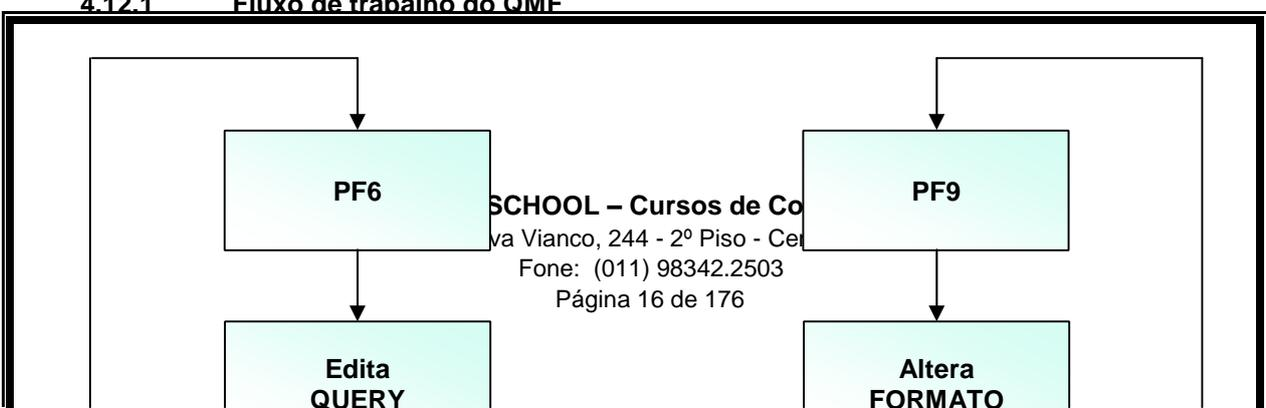 4.12.1 Fluxo de trabalho do QMF
PF6
PF9
SCHOOL – Cursos de Co
va Vianco, 244 - 2º Piso - Cen
Fone: (011) 98342.2503
Página 16 de 176
Edita
QUERY
Altera
FORMATO